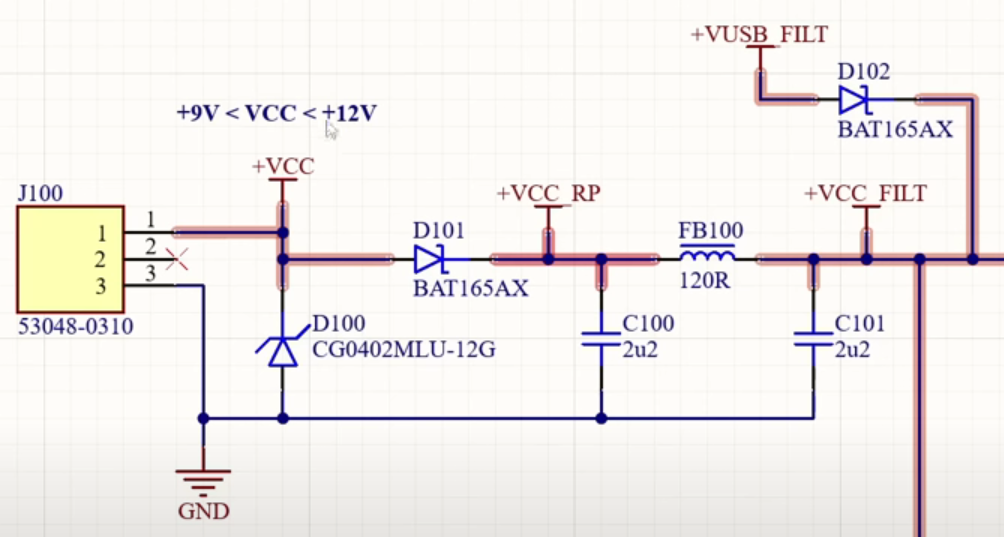 +VUSB_FILT
D102
BAT165AX
+9V < VCC < +12V
+VCC
J100
+VCC_RP
+VCC_FILT
1
1
2
2
3
3
53048-0310
D101
BAT165AX
FB100
120R
D100
CG0402MLU-12G
C100
2u2
C101
2u2
GND